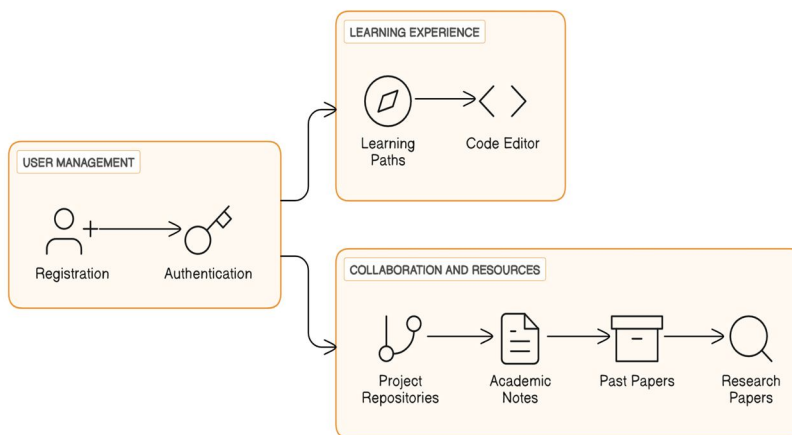 LEARNING EXPERIENCE
Learning
Paths
Code Editor
USER MANAGEMENT
Registration
Authentication
COLLABORATION AND RESOURCES
Project
Repositories
Academic
Notes
Past Papers
Research
Papers